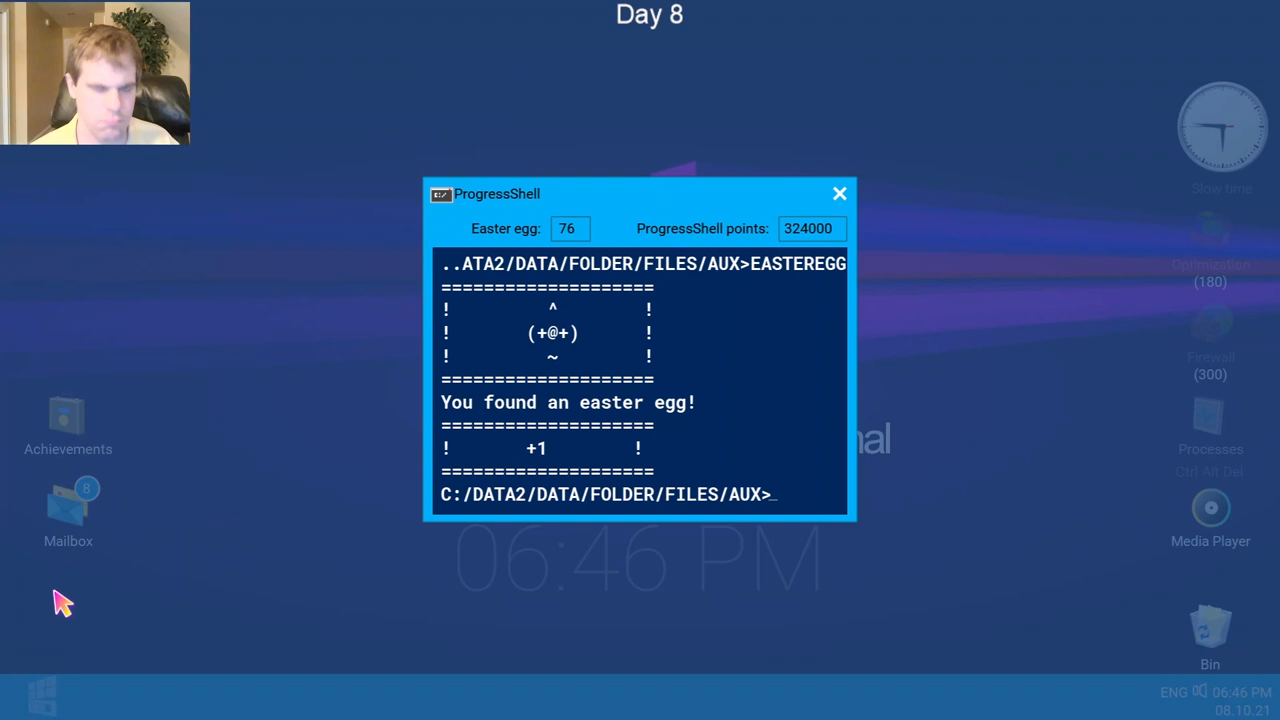 Day 8
ProgressShell
Easter egg: 76 ProgressShell points: 324000
..ATA2/DATA/FOLDER/FILES/AUX>EASTEREGG
====================
! ^ !
! (+@+) !
! ~ !
====================
You found an easter egg!
====================
! +1 !
====================
C:/DATA2/DATA/FOLDER/FILES/AUX>_
Slow time
Optimization
(180)
Firewall
(300)
Processes
Ctrl Alt Del
Media Player
Bin
Achievements
8
Mailbox
nal
06:46 PM
ENG 06:46 PM
08.10.21